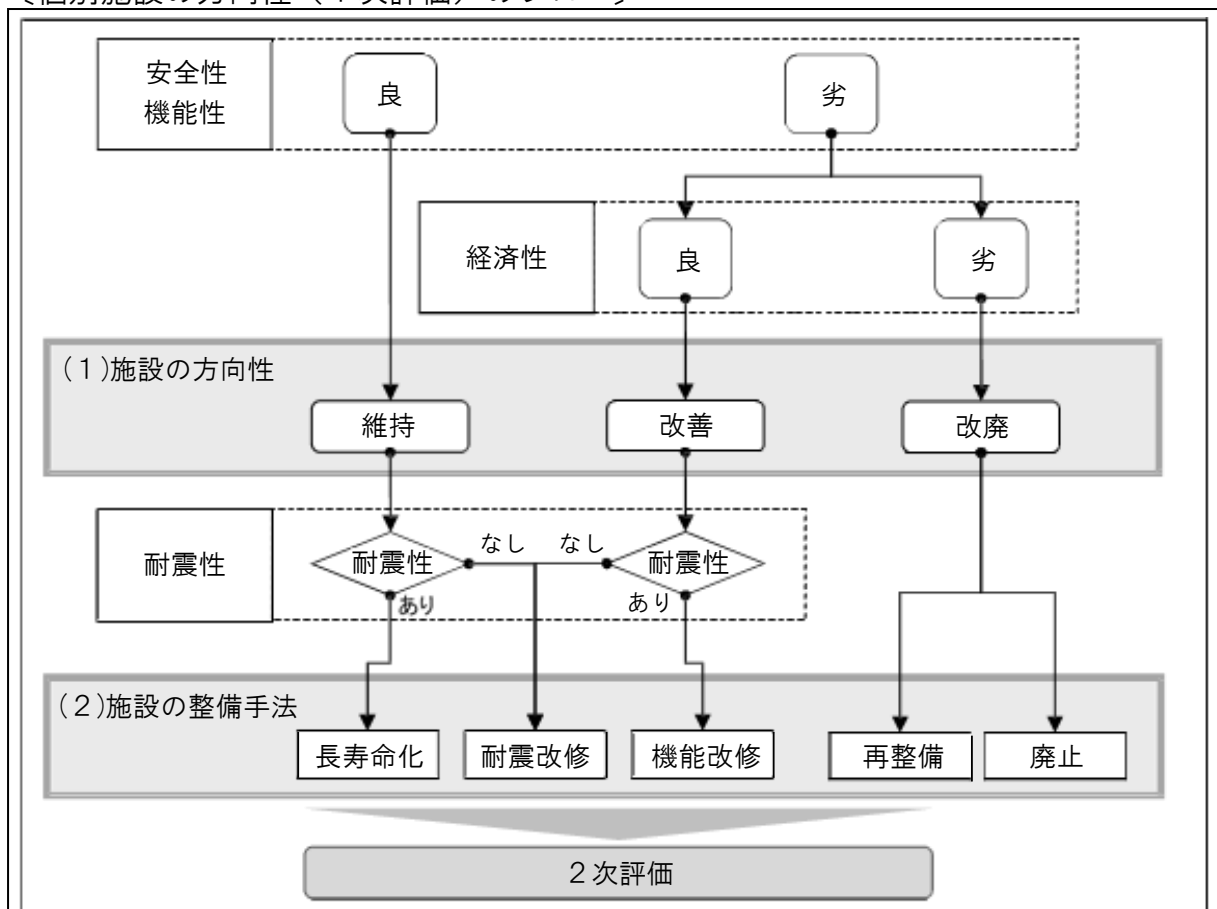 安全性
機能性
良
劣
経済性
良
劣
（１）施設の方向性
維持
改善
改廃
耐震性
耐震性
なし
なし
耐震性
あり
あり
（２）施設の整備手法
長寿命化
耐震改修
機能改修
再整備
廃止
２次評価